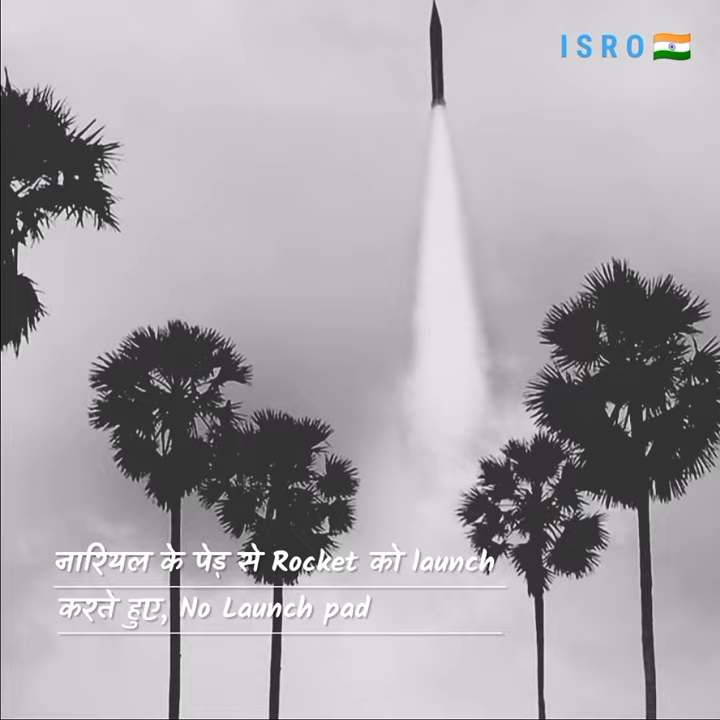 ISRO🇮🇳
नारियल के पेड़ से Rocket को launch
करते हुए, No Launch pad